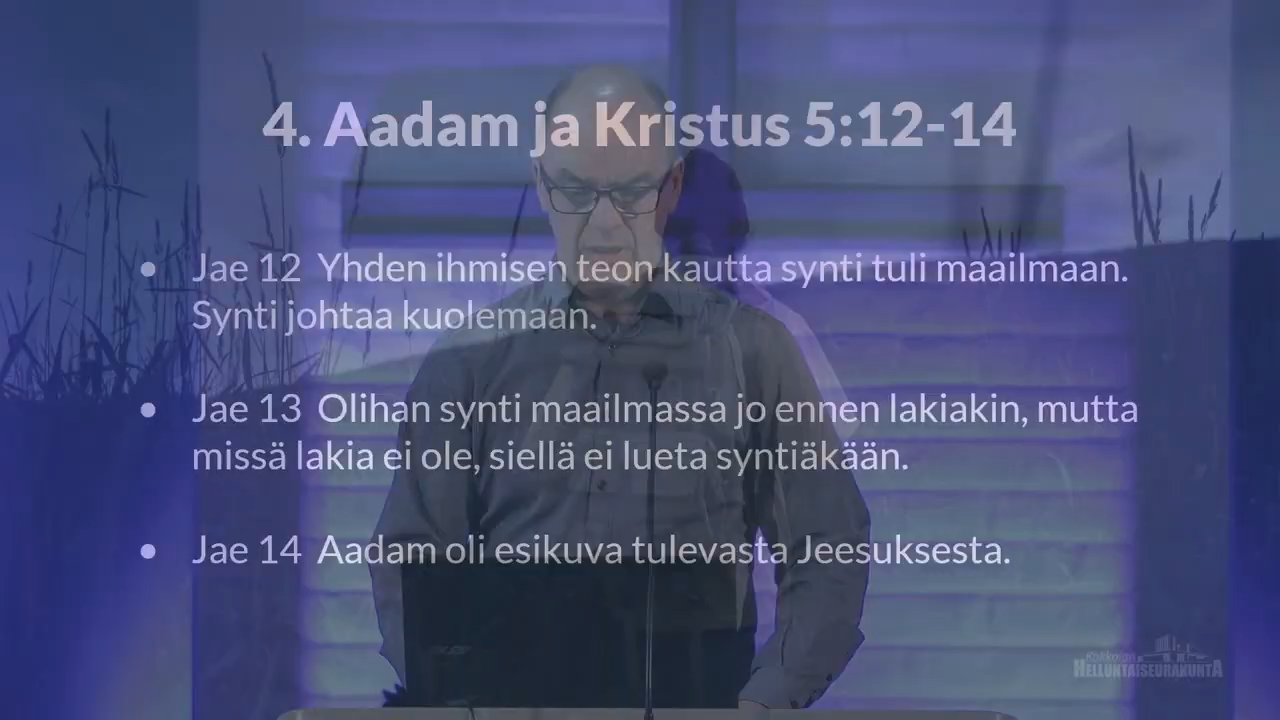 4. Aadam ja Kristus 5:12-14
• Jae 12 Yhden ihmisen teon kautta synti tuli maailmaan.
Synti johtaa kuolemaan.
• Jae 13 Olihan synti maailmassa jo ennen lakiakin, mutta
missä lakia ei ole, siellä ei lueta syntiäkään.
• Jae 14 Aadam oli esikuva tulevasta Jeesuksesta.
acer
Kokkolan
HELLUNTAISEURAKUNTA